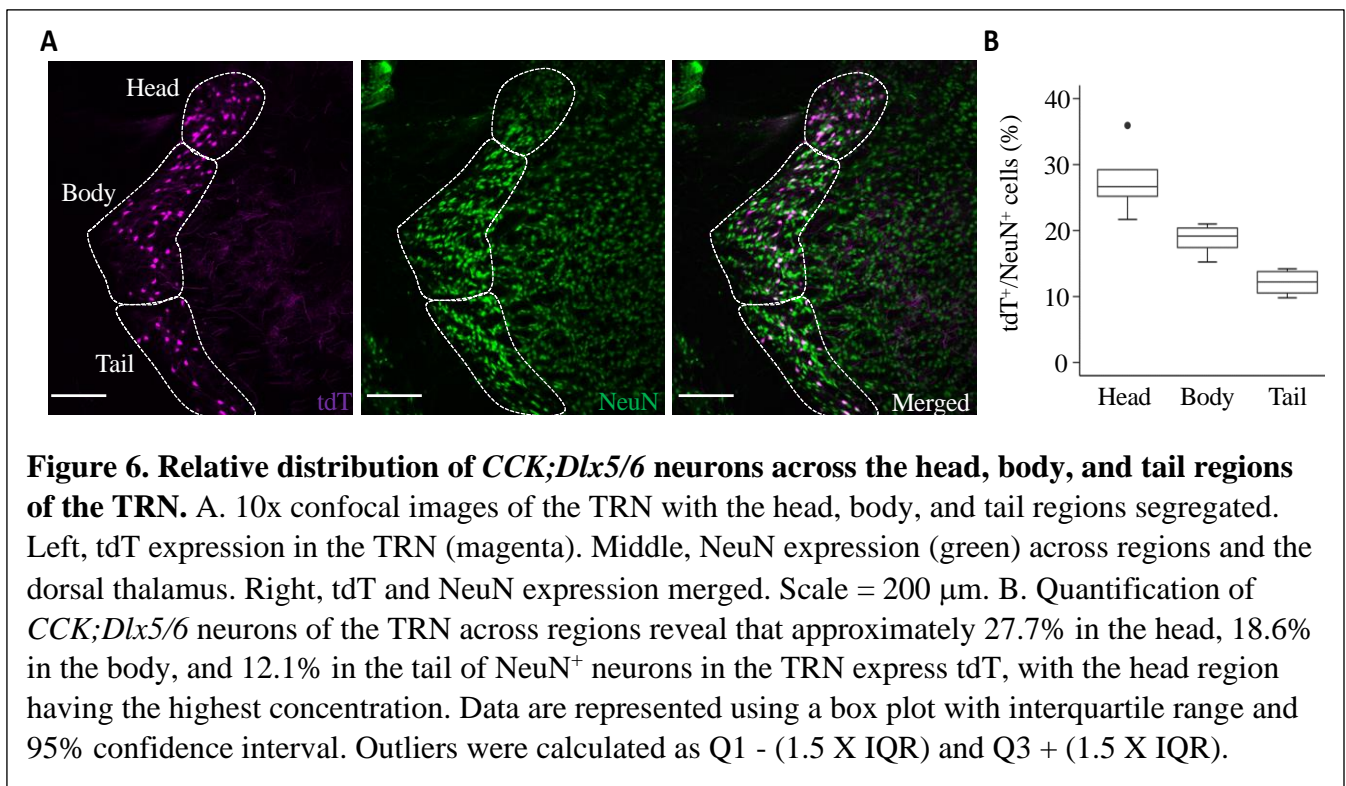 A
B
Head
Body
Tail
tdT
NeuN
Merged
tdT⁺/NeuN⁺ cells (%)
40
30
20
10
0
Head Body Tail
Figure 6. Relative distribution of CCK;Dlx5/6 neurons across the head, body, and tail regions
of the TRN. A. 10x confocal images of the TRN with the head, body, and tail regions segregated.
Left, tdT expression in the TRN (magenta). Middle, NeuN expression (green) across regions and the
dorsal thalamus. Right, tdT and NeuN expression merged. Scale = 200 μm. B. Quantification of
CCK;Dlx5/6 neurons of the TRN across regions reveal that approximately 27.7% in the head, 18.6%
in the body, and 12.1% in the tail of NeuN⁺ neurons in the TRN express tdT, with the head region
having the highest concentration. Data are represented using a box plot with interquartile range and
95% confidence interval. Outliers were calculated as Q1 - (1.5 X IQR) and Q3 + (1.5 X IQR).